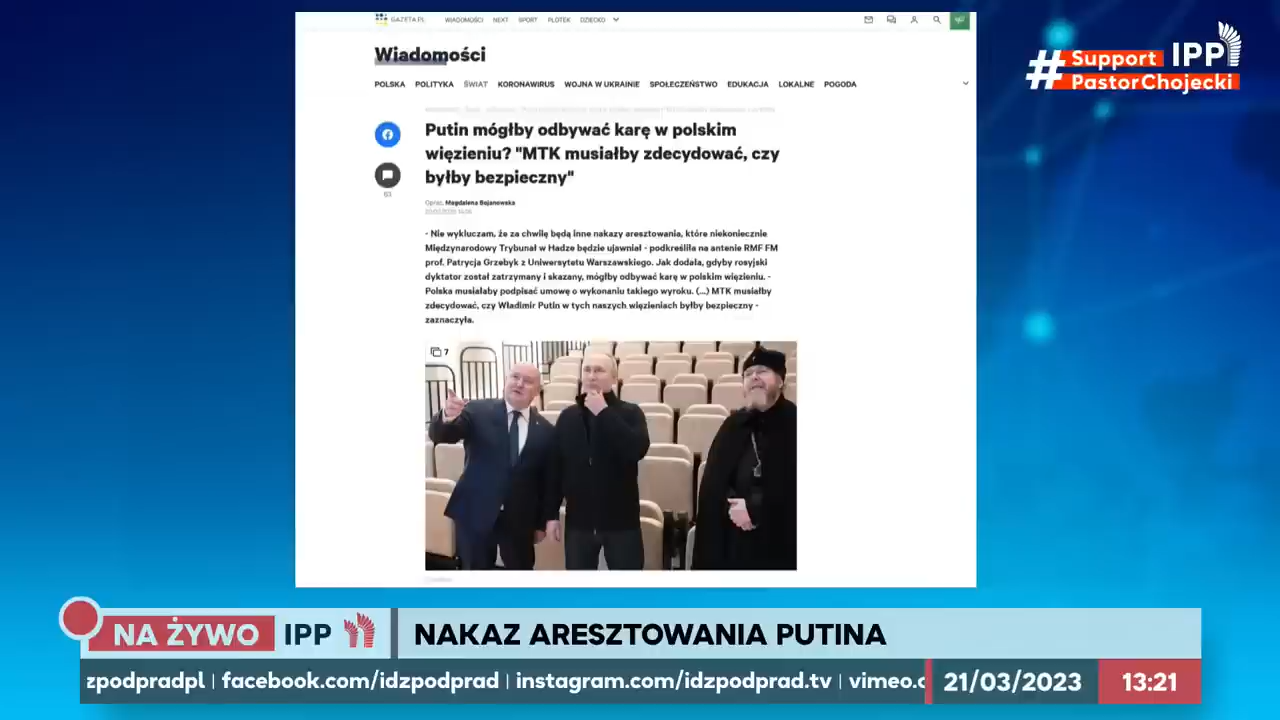 GAZETA.PL
WIADOMOŚCI NEXT SPORT PLOTEK DZIECKO
Wiadomości
POLSKA POLITYKA ŚWIAT KORONAWIRUS WOJNA W UKRAINIE SPOŁECZEŃSTWO EDUKACJA LOKALNE POGODA
#Support
PastorChojecki
IPP
Putin mógłby odbywać karę w polskim
więzieniu? "MTK musiałby zdecydować, czy
byłby bezpieczny"
Oprac. Magdalena Bojanowska
- Nie wykluczam, że za chwilę będą inne nakazy aresztowania, które niekoniecznie
Międzynarodowy Trybunał w Hadze będzie ujawniał - podkreśliła na antenie RMF FM
prof. Patrycja Grzebyk z Uniwersytetu Warszawskiego. Jak dodała, gdyby rosyjski
dyktator został zatrzymany i skazany, mógłby odbywać karę w polskim więzieniu. -
Polska musiałaby podpisać umowę o wykonaniu takiego wyroku. (...) MTK musiałby
zdecydować, czy Władimir Putin w tych naszych więzieniach byłby bezpieczny -
zaznaczyła.
7
NA ŻYWO IPP NAKAZ ARESZTOWANIA PUTINA
zpodpradpl | facebook.com/idzpodprad | instagram.com/idzpodprad.tv | vimeo.c
21/03/2023 13:21